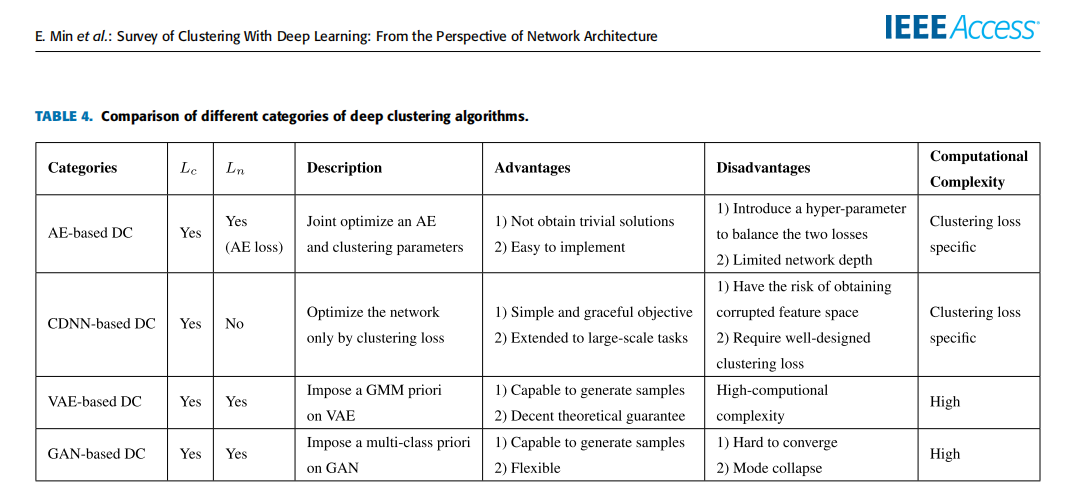 E. Min et al.: Survey of Clustering With Deep Learning: From the Perspective of Network Architecture
IEEE Access
TABLE 4. Comparison of different categories of deep clustering algorithms.
Categories Lc Ln Description Advantages Disadvantages Computational Complexity
AE-based DC
Yes
Yes
(AE loss)
Joint optimize an AE
and clustering parameters
1) Not obtain trivial solutions
2) Easy to implement
1) Introduce a hyper-parameter
to balance the two losses
2) Limited network depth
Clustering loss
specific
CDNN-based DC
Yes
No
Optimize the network
only by clustering loss
1) Simple and graceful objective
2) Extended to large-scale tasks
1) Have the risk of obtaining
corrupted feature space
2) Require well-designed
clustering loss
Clustering loss
specific
VAE-based DC
Yes
Yes
Impose a GMM priori
on VAE
1) Capable to generate samples
2) Decent theoretical guarantee
High-computational
complexity
High
GAN-based DC
Yes
Yes
Impose a multi-class priori
on GAN
1) Capable to generate samples
2) Flexible
1) Hard to converge
2) Mode collapse
High